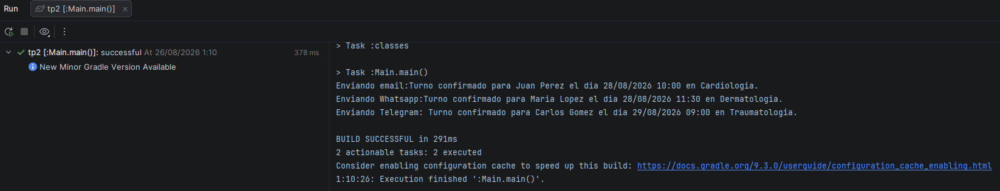 Run
tp2 [:Main.main()]
tp2 [:Main.main()]: successful At 26/08/2026 1:10
378 ms
New Minor Gradle Version Available
> Task :classes
> Task :Main.main()
Enviando email:Turno confirmado para Juan Perez el dia 28/08/2026 10:00 en Cardiologia.
Enviando Whatsapp:Turno confirmado para Maria Lopez el dia 28/08/2026 11:30 en Dermatologia.
Enviando Telegram: Turno confirmado para Carlos Gomez el dia 29/08/2026 09:00 en Traumatologia.
BUILD SUCCESSFUL in 291ms
2 actionable tasks: 2 executed
Consider enabling configuration cache to speed up this build: https://docs.gradle.org/9.3.0/userguide/configuration_cache_enabling.html
1:10:26: Execution finished ':Main.main()'.